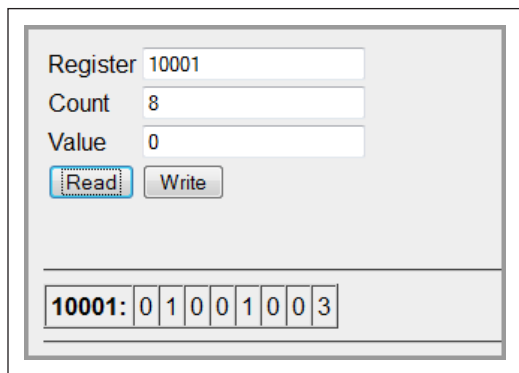 Register 10001
Count 8
Value 0
Read Write
10001: 0 1 0 0 1 0 0 3